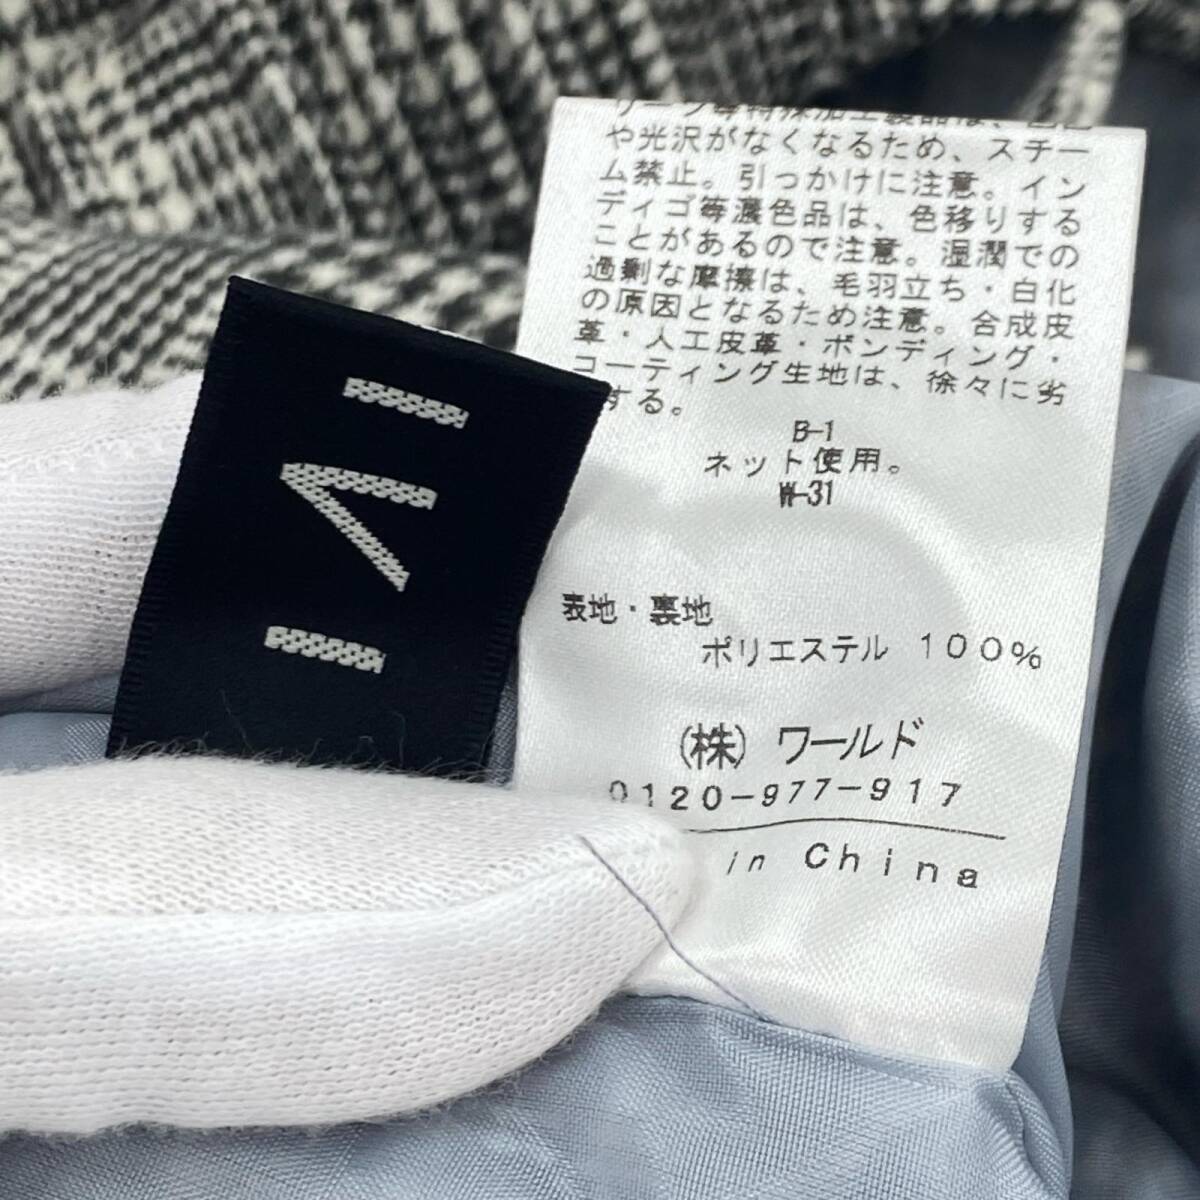 リーツ等特殊加工製品は、
や光沢がなくなるため、スチー
ム禁止。引っかけに注意。イン
ディゴ等濃色品は、色移りする
ことがあるので注意。湿潤での
過剰な摩擦は、毛羽立ち・白化
の原因となるため注意。合成皮
革・人工皮革・ボンディング・
コーティング生地は、徐々に劣
する。
B-1
ネット使用。
W-31
表地・裏地
ポリエステル 100%
(株) ワールド
0120-977-917
in China